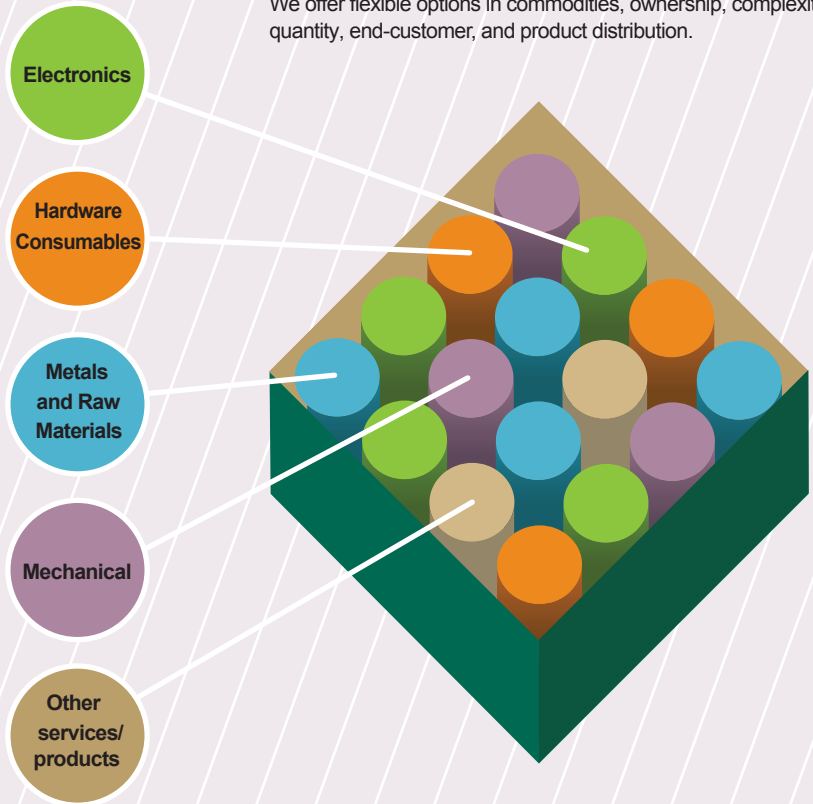 We offer flexible options in commodities, ownership, complexit
quantity, end-customer, and product distribution.
Electronics
Hardware
Consumables
Metals
and Raw
Materials
Mechanical
Other
services/
products